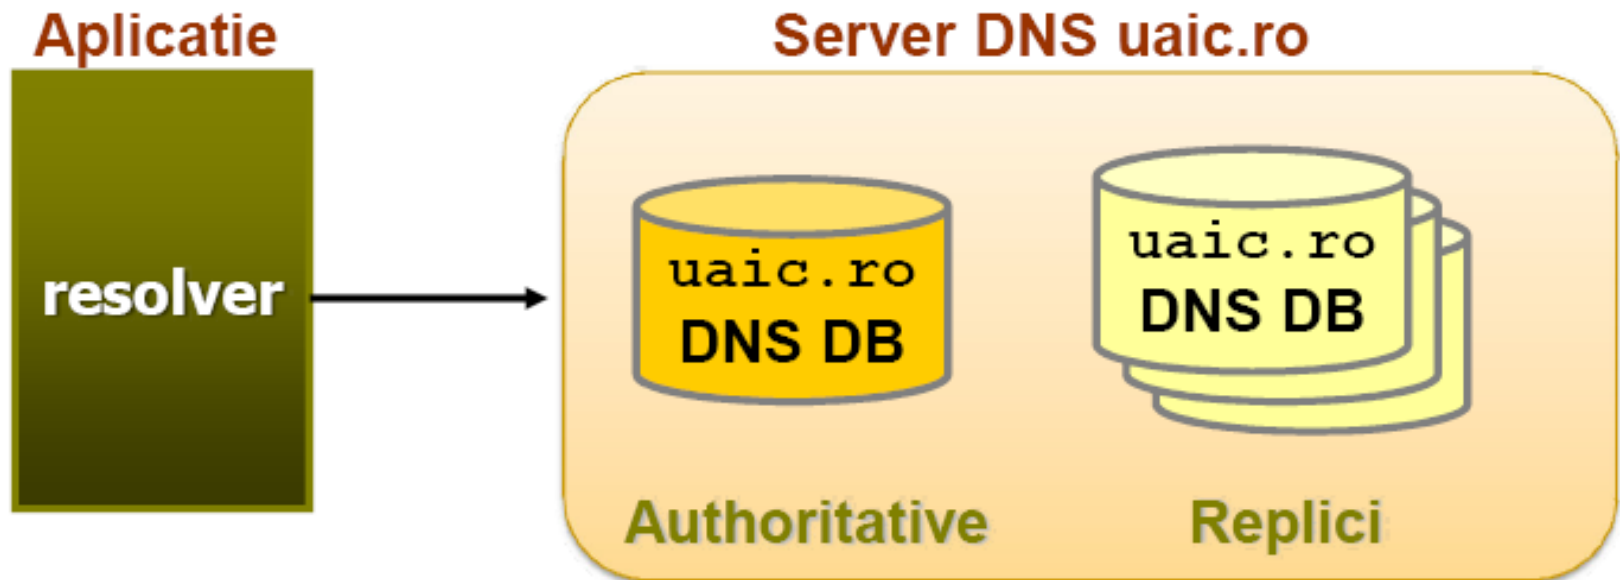 Aplicatie
resolver
Server DNS uaic.ro
uaic.ro
DNS DB
Authoritative
uaic.ro
DNS DB
Replici